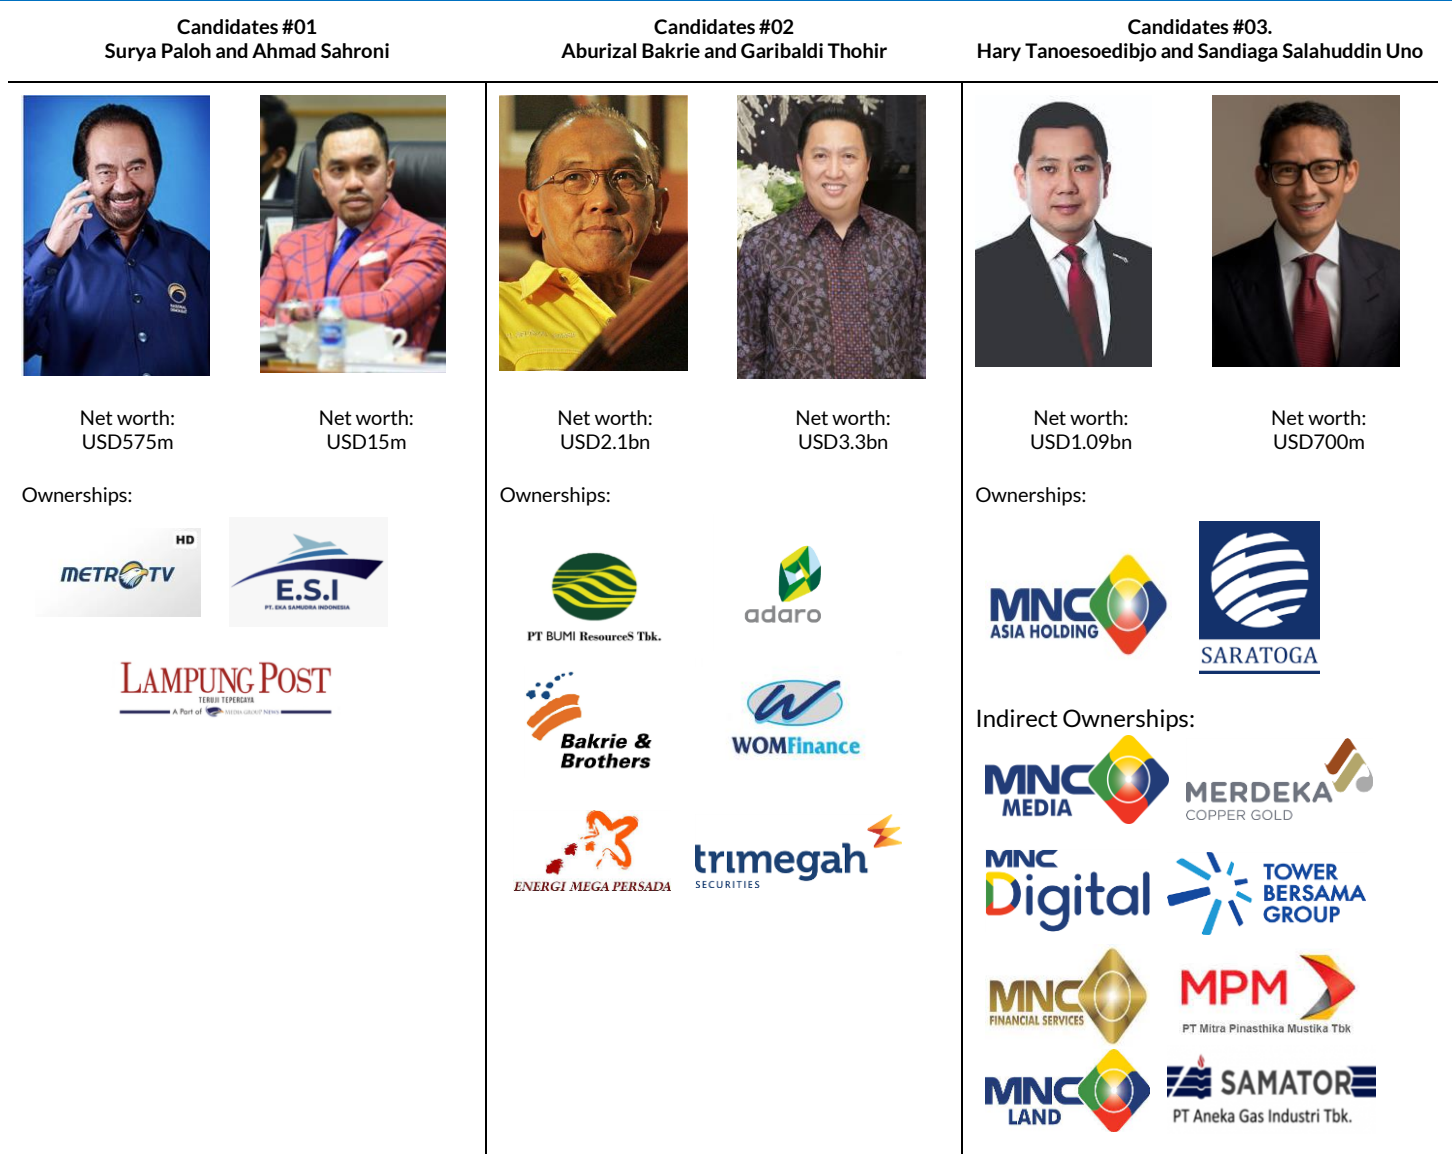 Candidates #01
Surya Paloh and Ahmad Sahroni
Net worth:
USD575m
Net worth:
USD15m
Ownerships:
HD
METRO TV
E.S.I
PT. EKA SAMUDRA INDONESIA
LAMPUNG POST
TERUJI TEPERCAYA
A Part of MEDIA GROUP NEWS
Candidates #02
Aburizal Bakrie and Garibaldi Thohir
Net worth:
USD2.1bn
Net worth:
USD3.3bn
Ownerships:
PT BUMI ResourceS Tbk.
adaro
Bakrie &
Brothers
WOMFinance
ENERGI MEGA PERSADA
trimegah
SECURITIES
Candidates #03.
Hary Tanoesoedibjo and Sandiaga Salahuddin Uno
Net worth:
USD1.09bn
Net worth:
USD700m
Ownerships:
MNC
ASIA HOLDING
SARATOGA
Indirect Ownerships:
MNC
MEDIA
MERDEKA
COPPER GOLD
MNC
Digital
TOWER
BERSAMA
GROUP
MNC
FINANCIAL SERVICES
MPM
PT Mitra Pinasthika Mustika Tbk
MNC
LAND
SAMATOR
PT Aneka Gas Industri Tbk.